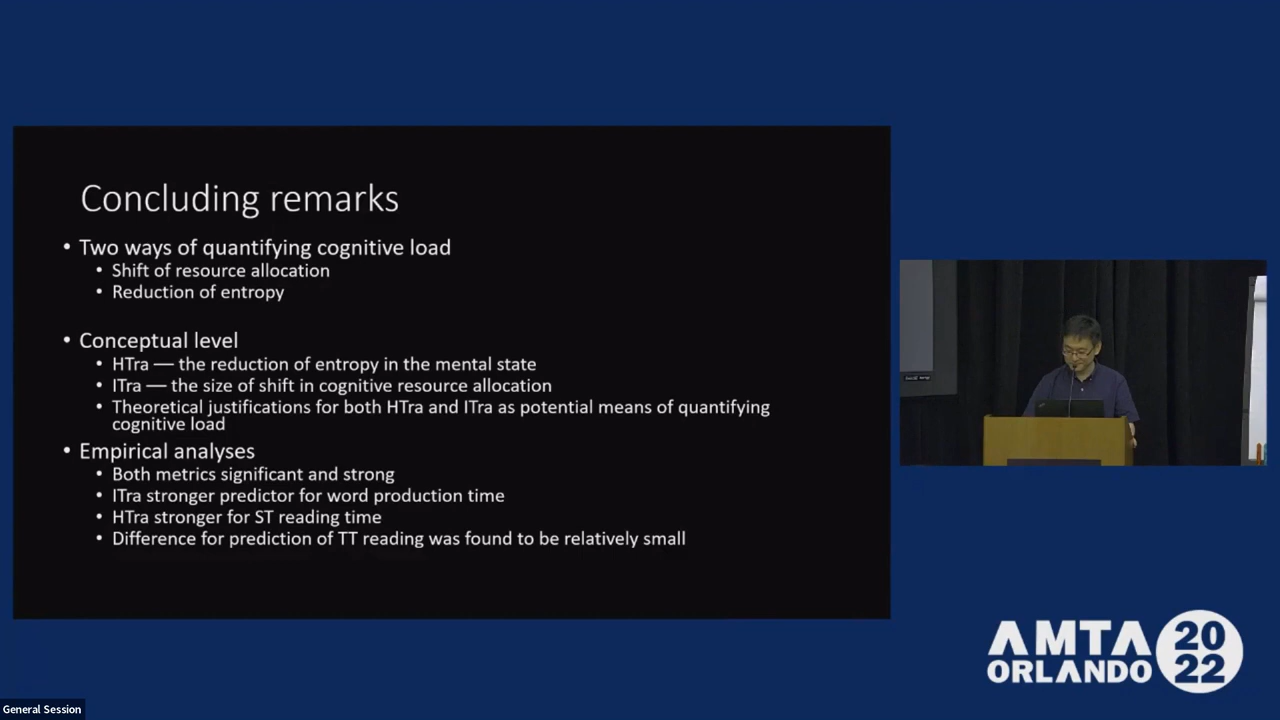 Concluding remarks
• Two ways of quantifying cognitive load
• Shift of resource allocation
• Reduction of entropy
• Conceptual level
• HTra — the reduction of entropy in the mental state
• ITra — the size of shift in cognitive resource allocation
• Theoretical justifications for both HTra and ITra as potential means of quantifying
cognitive load
• Empirical analyses
• Both metrics significant and strong
• ITra stronger predictor for word production time
• HTra stronger for ST reading time
• Difference for prediction of TT reading was found to be relatively small
AMTA
ORLANDO
20
22
General Session